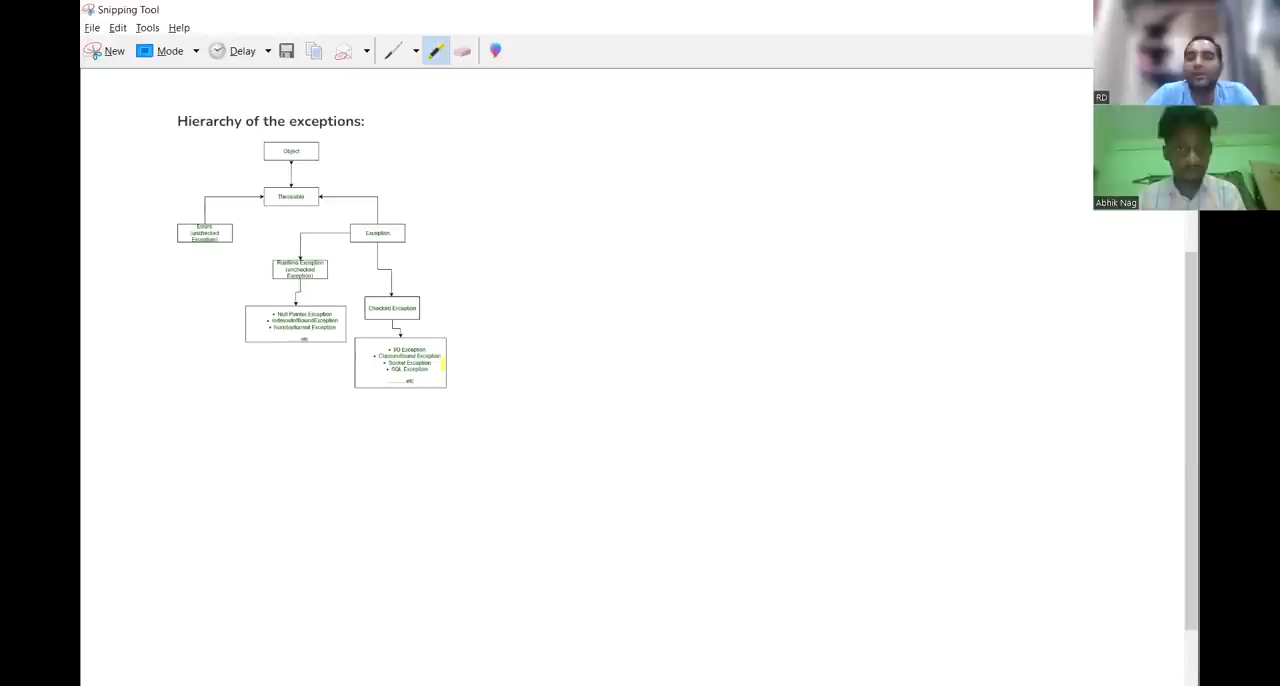 Snipping Tool
File Edit Tools Help
New Mode Delay
RD
Abhik Nag
Hierarchy of the exceptions:
Object
Throwable
Errors
(unchecked
Exception)
Exception
Runtime Exception
(unchecked
Exception)
Checked Exception
• Null Pointer Exception
• IndexoutofBoundException
• Numberformat Exception
etc
• I/O Exception
• Exception
• Socket Exception
• SQL Exception
etc